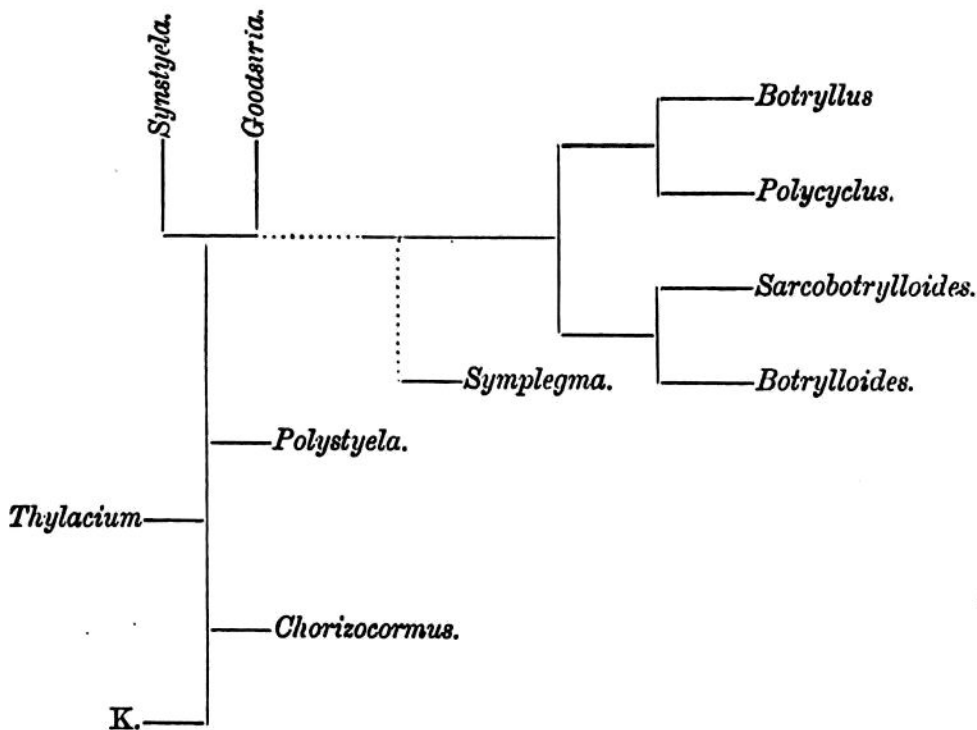 Synstyela.
Goodsiria.
Botryllus
Polycyclus.
Sarcobotrylloides.
Symplegma.
Botrylloides.
Polystyela.
Thylacium
Chorizocormus.
K.